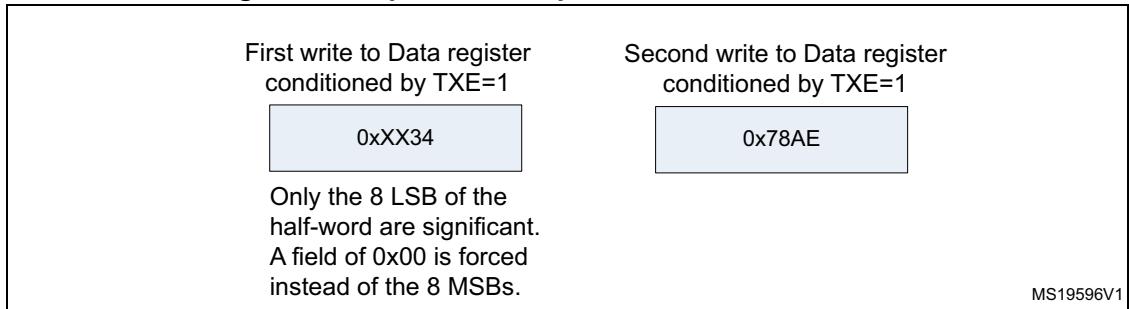 First write to Data register
conditioned by TXE=1
0xXX34
Only the 8 LSB of the
half-word are significant.
A field of 0x00 is forced
instead of the 8 MSBs.
Second write to Data register
conditioned by TXE=1
0x78AE
MS19596V1